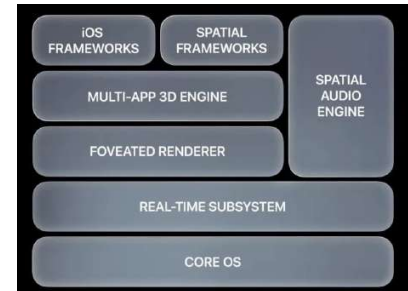 iOS
FRAMEWORKS
SPATIAL
FRAMEWORKS
MULTI-APP 3D ENGINE
SPATIAL
AUDIO
ENGINE
FOVEATED RENDERER
REAL-TIME SUBSYSTEM
CORE OS